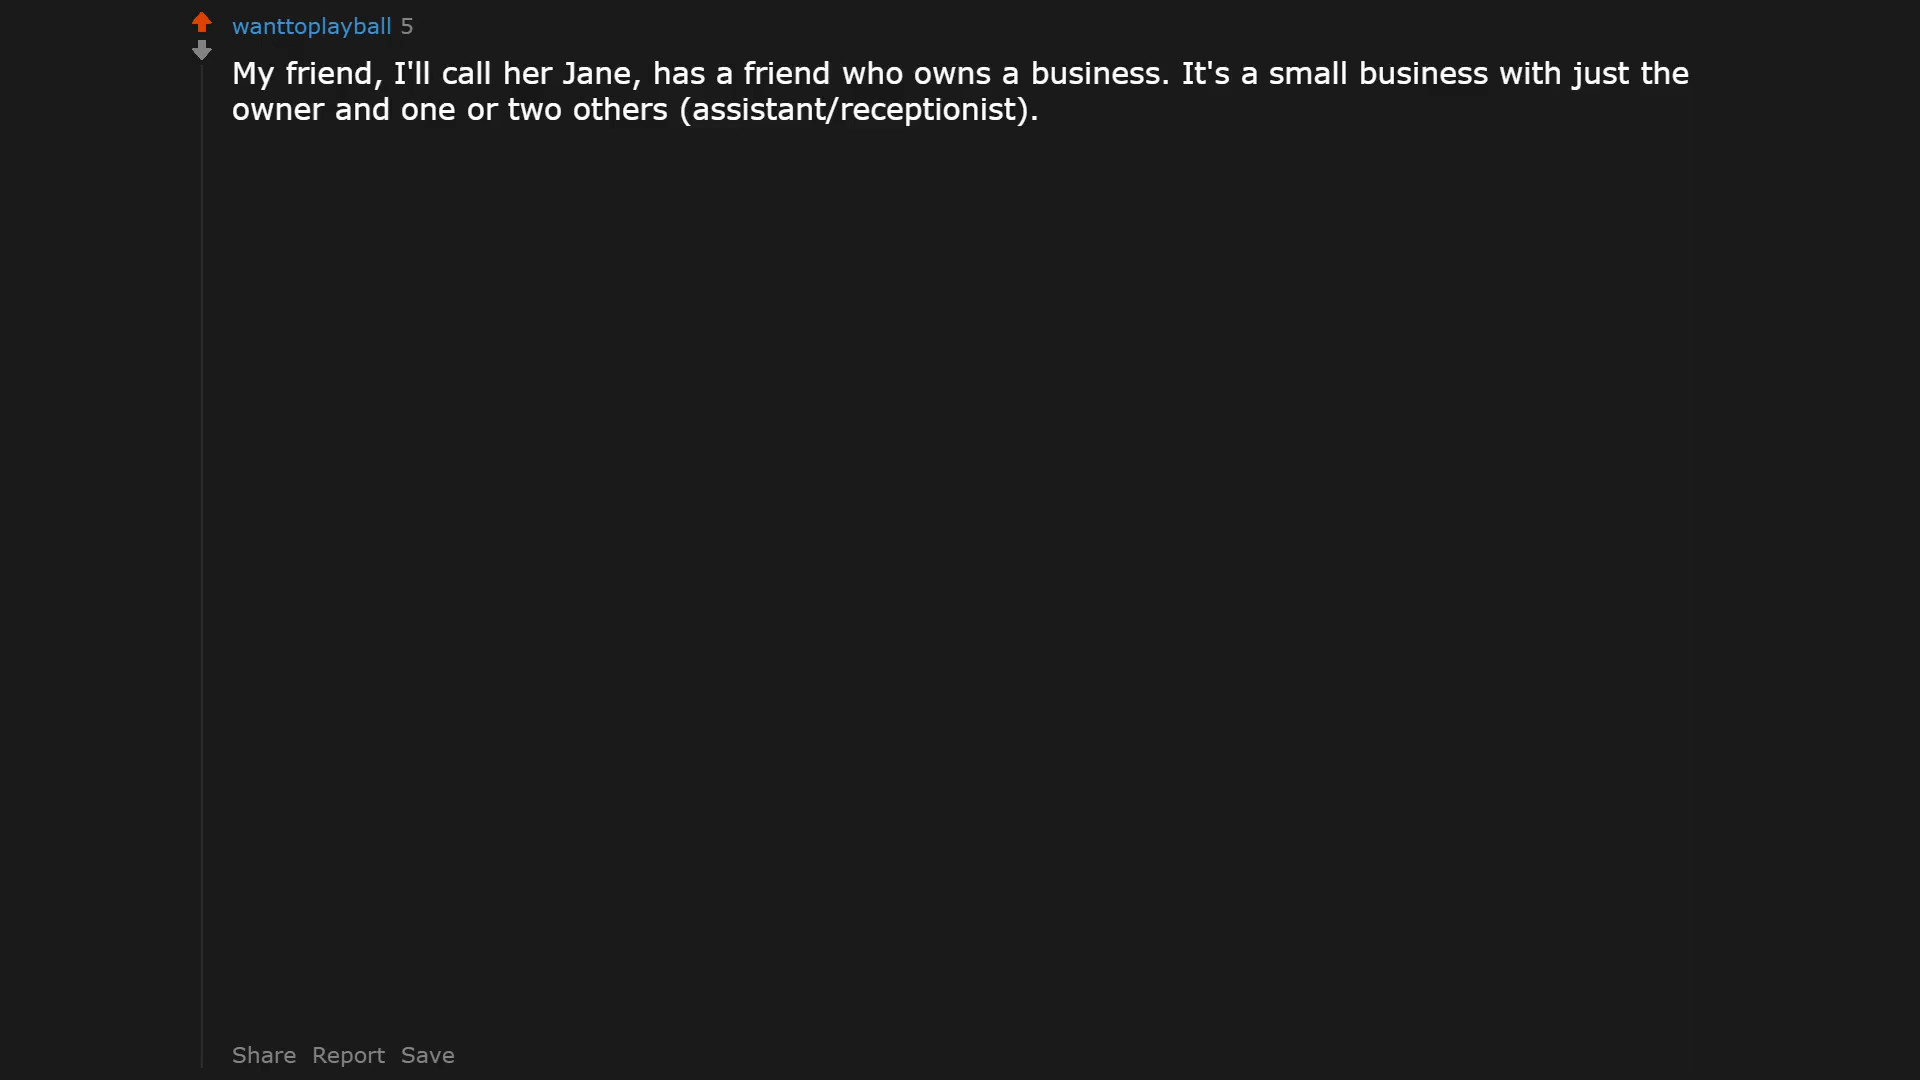 wanttoplayball 5
My friend, I'll call her Jane, has a friend who owns a business. It's a small business with just the
owner and one or two others (assistant/receptionist).
Share Report Save